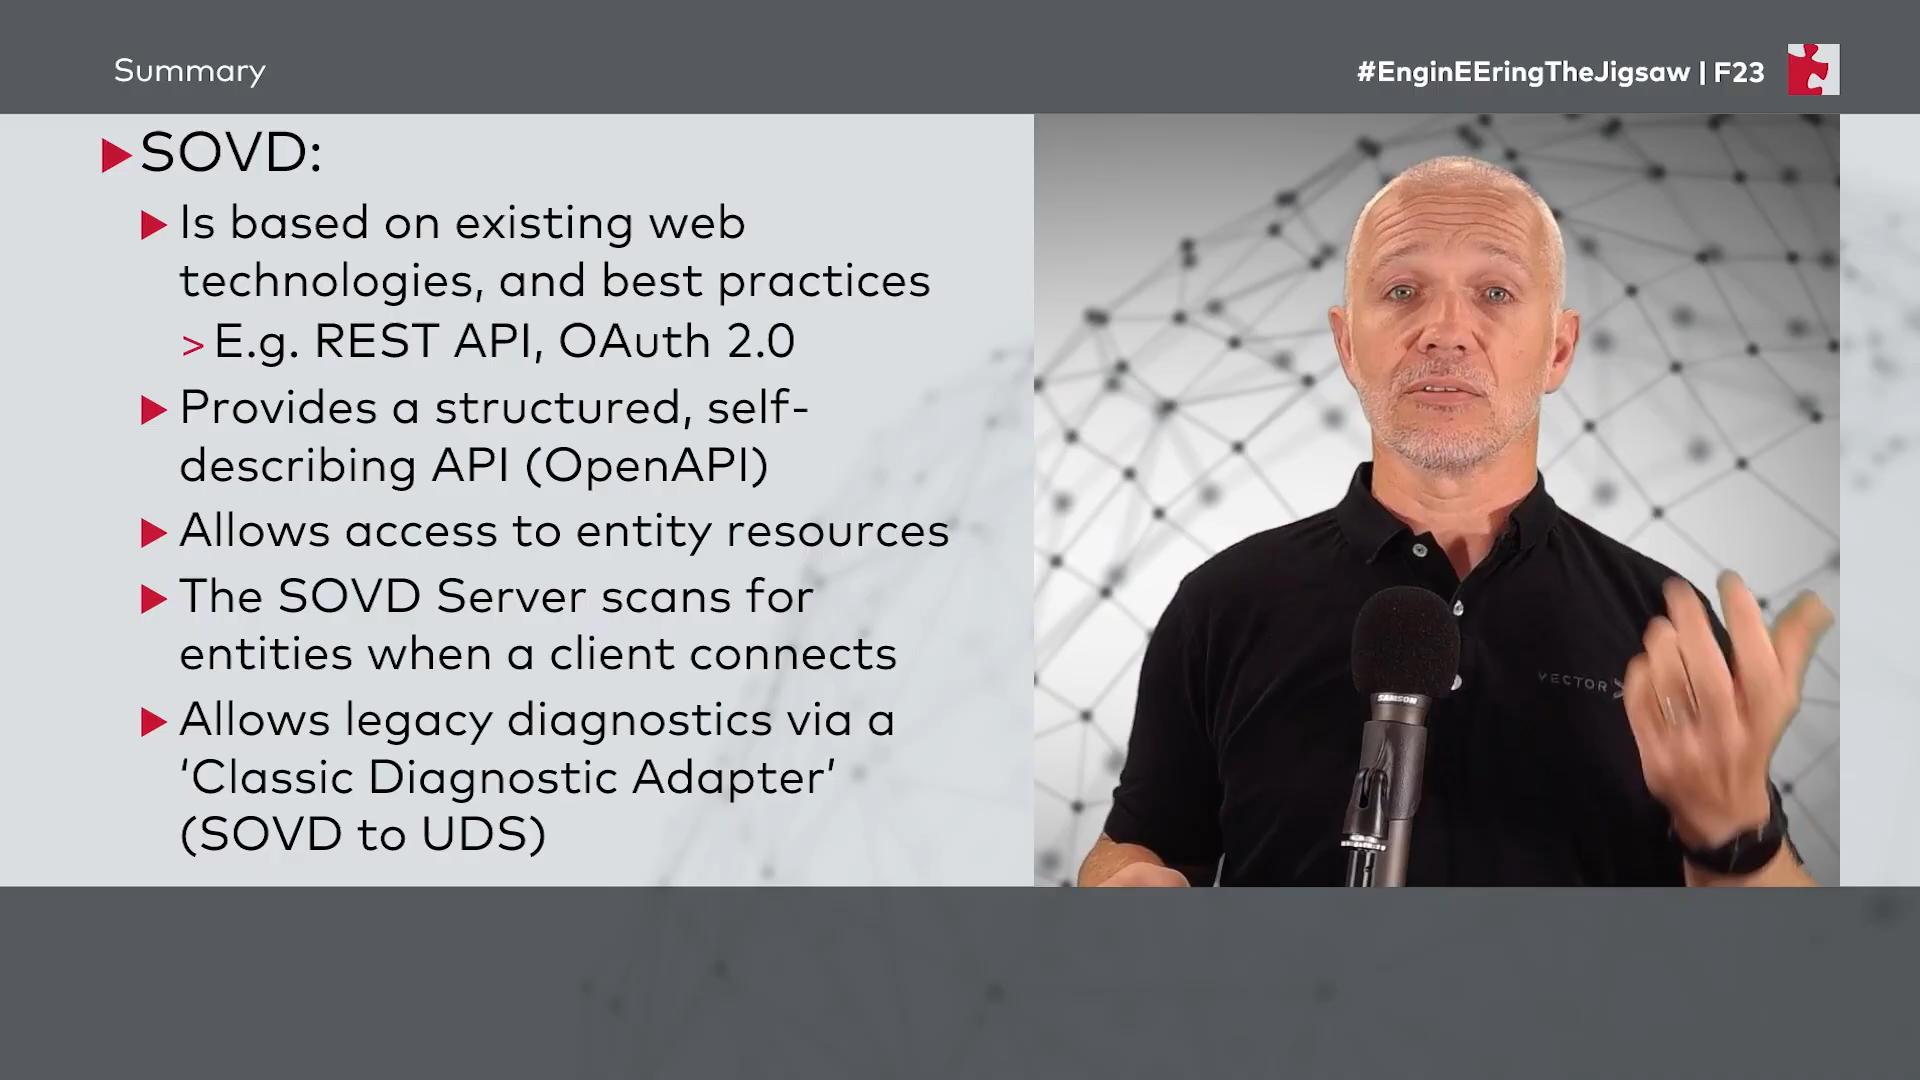 Summary
#EnginEEringTheJigsaw | F23
SOVD:
Is based on existing web
technologies, and best practices
> E.g. REST API, OAuth 2.0
Provides a structured, self-
describing API (OpenAPI)
Allows access to entity resources
The SOVD Server scans for
entities when a client connects
Allows legacy diagnostics via a
‘Classic Diagnostic Adapter’
(SOVD to UDS)
VECTOR
SAMSON